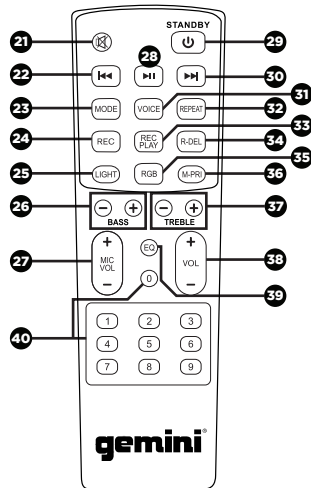 STANDBY
21
28
29
22
30
31
23 MODE VOICE REPEAT 32
33
24 REC REC PLAY R-DEL 34
35
25 LIGHT RGB M-PRI 36
26 − + − + 37
BASS TREBLE
+ +
27 MIC VOL EQ VOL 38
− 0 −
39
40
1 2 3
4 5 6
7 8 9
gemini®